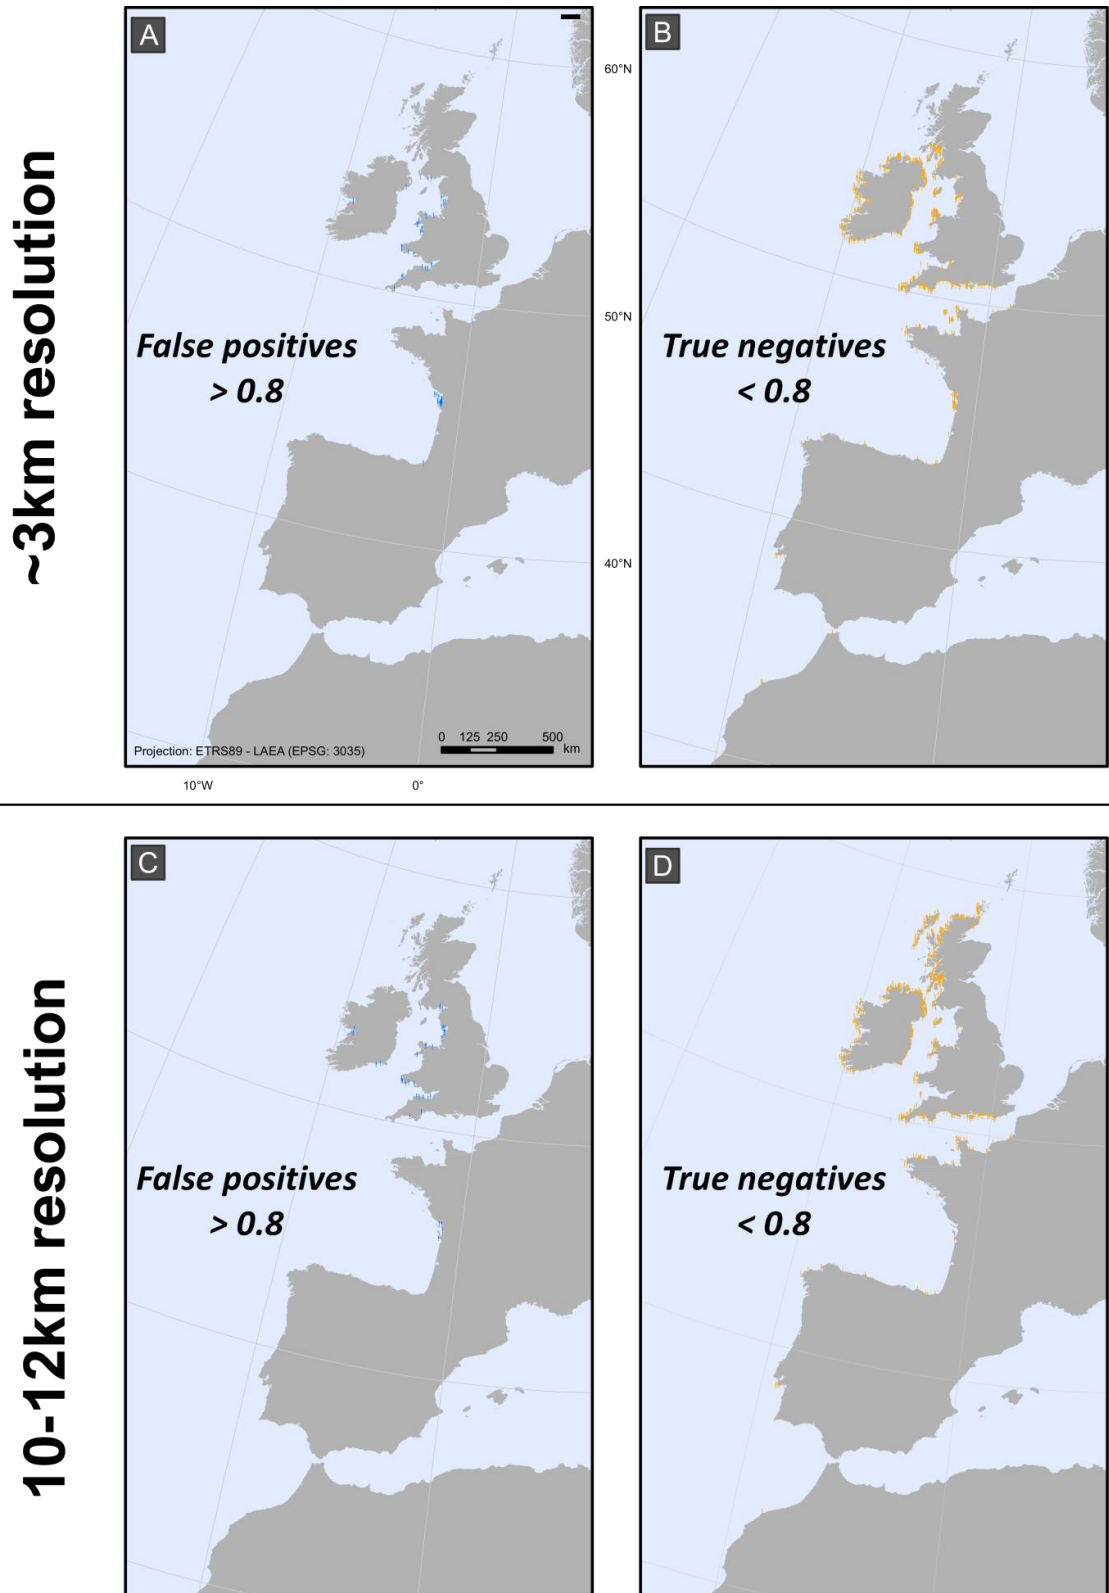 ~3km resolution
A
False positives
> 0.8
Projection: ETRS89 - LAEA (EPSG: 3035)
0 125 250 500
km
10°W 0°
60°N
50°N
40°N
B
True negatives
< 0.8
10-12km resolution
C
False positives
> 0.8
D
True negatives
< 0.8